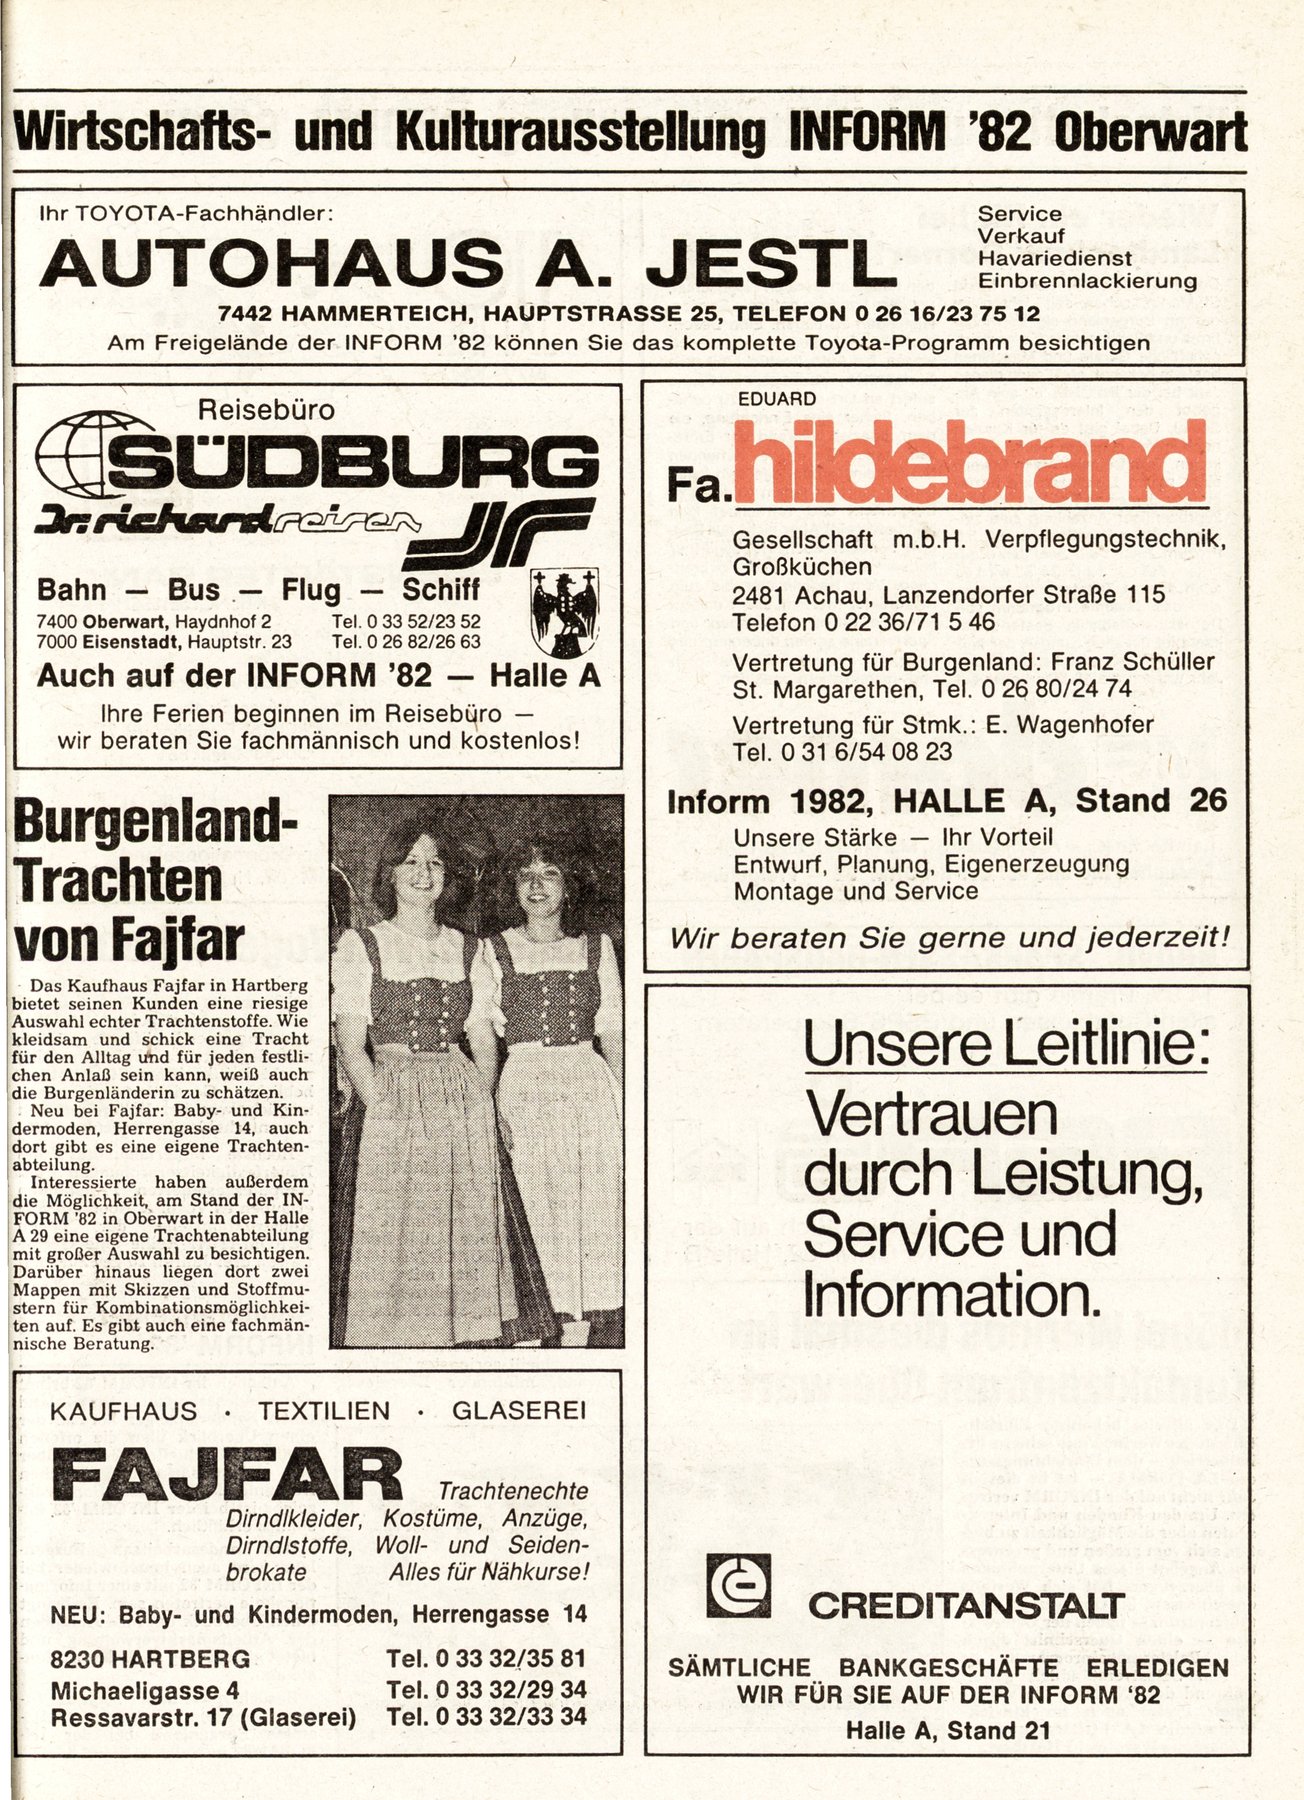 Wirtschafts- und Kulturausstellung INFORM '82 Oberwart
Ihr TOYOTA-Fachhändler:
AUTOHAUS A. JESTL
Service
Verkauf
Havariedienst
Einbrennlackierung
7442 HAMMERTEICH, HAUPTSTRASSE 25, TELEFON 0 26 16/23 75 12
Am Freigelände der INFORM '82 können Sie das komplette Toyota-Programm besichtigen
Reisebüro
SÜDBURG
Dr. richard reisen
Bahn — Bus — Flug — Schiff
7400 Oberwart, Haydnhof 2 Tel. 0 33 52/23 52
7000 Eisenstadt, Hauptstr. 23 Tel. 0 26 82/26 63
Auch auf der INFORM '82 — Halle A
Ihre Ferien beginnen im Reisebüro —
wir beraten Sie fachmännisch und kostenlos!
EDUARD
Fa. hildebrand
Gesellschaft m.b.H. Verpflegungstechnik,
Großküchen
2481 Achau, Lanzendorfer Straße 115
Telefon 0 22 36/71 5 46
Vertretung für Burgenland: Franz Schüller
St. Margarethen, Tel. 0 26 80/24 74
Vertretung für Stmk.: E. Wagenhofer
Tel. 0 31 6/54 08 23
Inform 1982, HALLE A, Stand 26
Unsere Stärke — Ihr Vorteil
Entwurf, Planung, Eigenerzeugung
Montage und Service
Wir beraten Sie gerne und jederzeit!
Burgenland-
Trachten
von Fajfar
Das Kaufhaus Fajfar in Hartberg
bietet seinen Kunden eine riesige
Auswahl echter Trachtenstoffe. Wie
kleidsam und schick eine Tracht
für den Alltag und für jeden festli-
chen Anlaß sein kann, weiß auch
die Burgenländerin zu schätzen.
Neu bei Fajfar: Baby- und Kin-
dermoden, Herrengasse 14, auch
dort gibt es eine eigene Trachten-
abteilung.
Interessierte haben außerdem
die Möglichkeit, am Stand der IN-
FORM '82 in Oberwart in der Halle
A 29 eine eigene Trachtenabteilung
mit großer Auswahl zu besichtigen.
Darüber hinaus liegen dort zwei
Mappen mit Skizzen und Stoffmu-
stern für Kombinationsmöglichkei-
ten auf. Es gibt auch eine fachmän-
nische Beratung.
KAUFHAUS · TEXTILIEN · GLASEREI
FAJFAR Trachtenechte
Dirndlkleider, Kostüme, Anzüge,
Dirndlstoffe, Woll- und Seiden-
brokate Alles für Nähkurse!
NEU: Baby- und Kindermoden, Herrengasse 14
8230 HARTBERG Tel. 0 33 32/35 81
Michaeligasse 4 Tel. 0 33 32/29 34
Ressavarstr. 17 (Glaserei) Tel. 0 33 32/33 34
Unsere Leitlinie:
Vertrauen
durch Leistung,
Service und
Information.
CREDITANSTALT
SÄMTLICHE BANKGESCHÄFTE ERLEDIGEN
WIR FÜR SIE AUF DER INFORM '82
Halle A, Stand 21